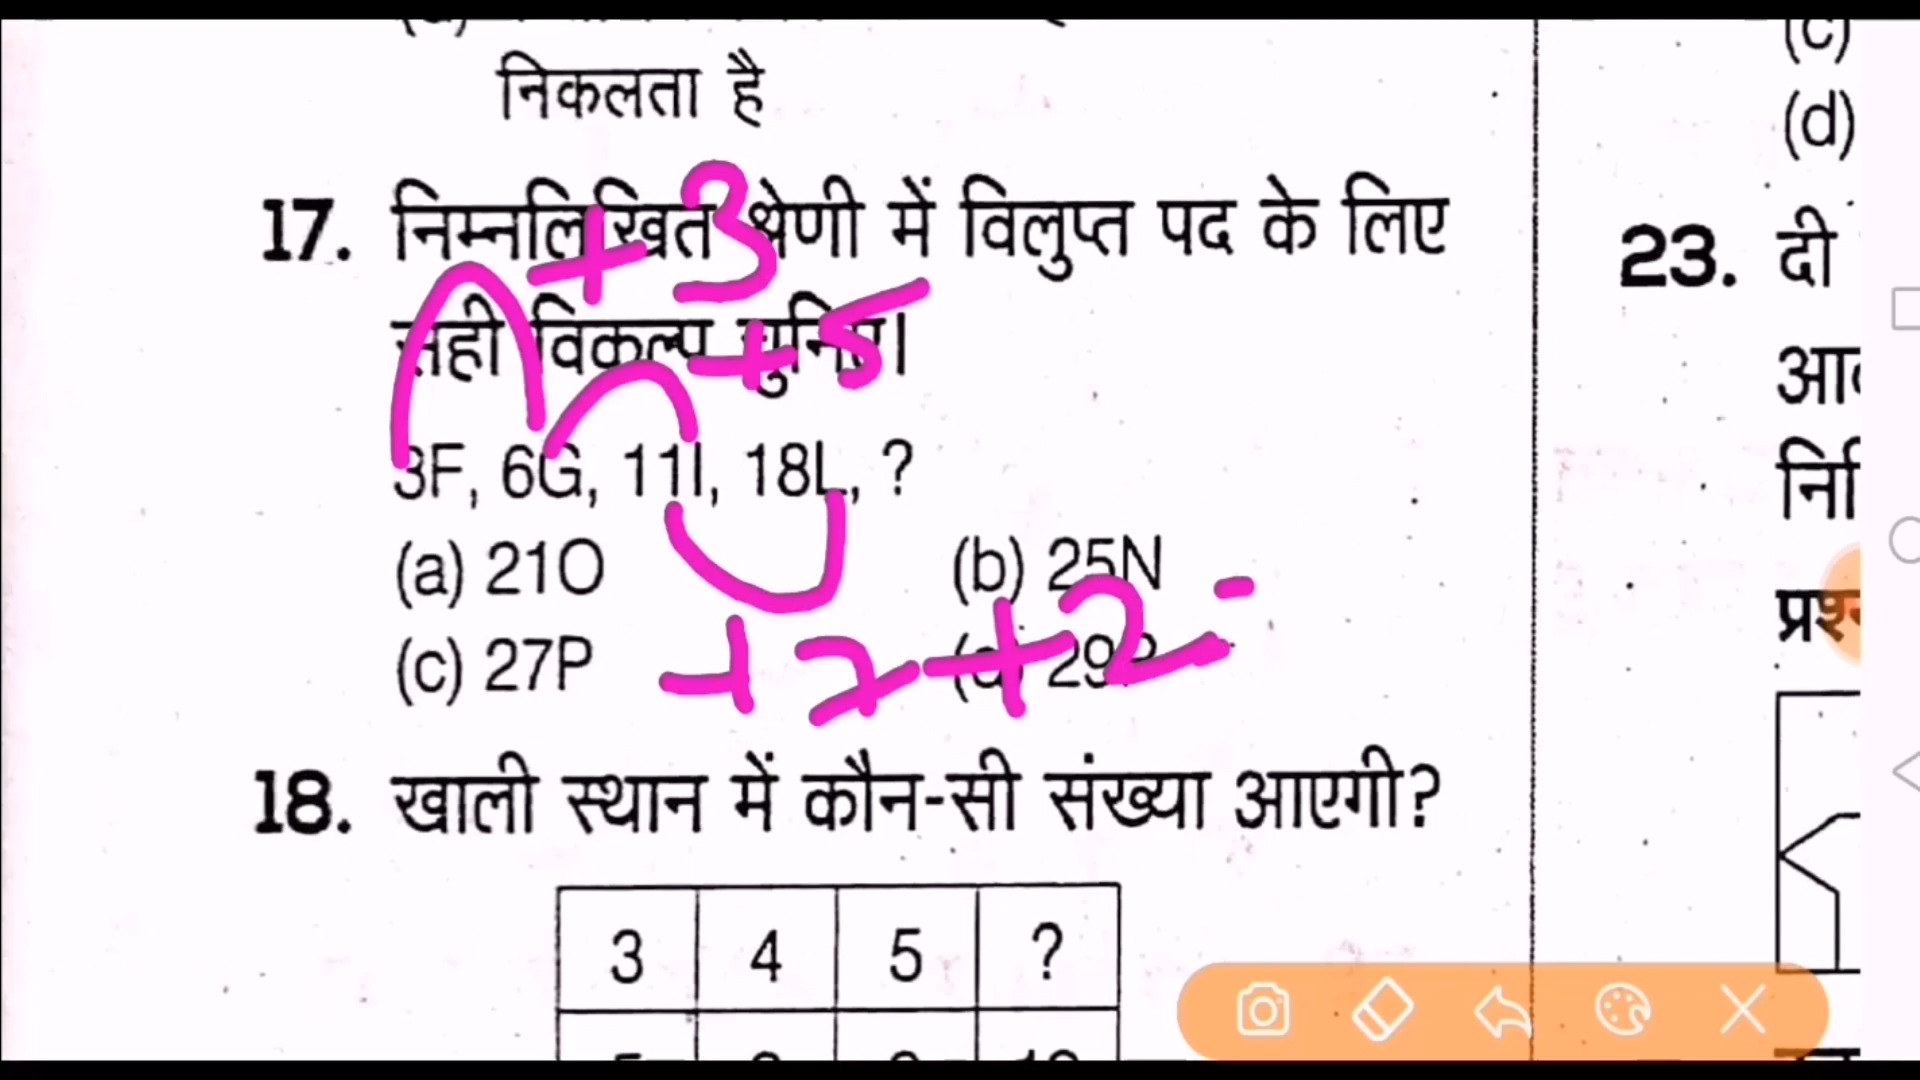 निकलता है
17. निम्नलिखित श्रेणी में विलुप्त पद के लिए
सही विकल्प चुनिए।
+3
+5
3F, 6G, 11I, 18L, ?
(a) 21O (b) 25N
(c) 27P (d) 29P
+7 +2 =
18. खाली स्थान में कौन-सी संख्या आएगी?
3 4 5 ?
(c)
(d)
23. दी